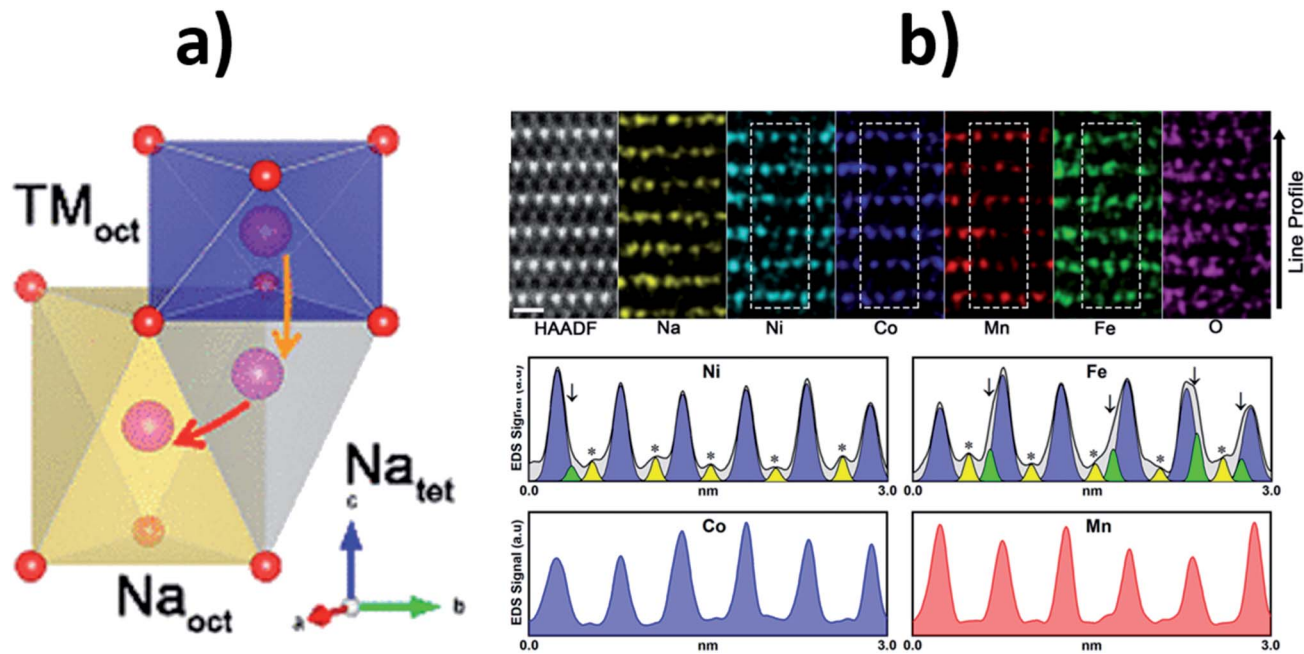 a)
b)
TMoct
Natet
Naoct
c
b
a
HAADF
Na
Ni
Co
Mn
Fe
O
Line Profile
Ni
EDS Signal (a.u)
* * * * *
0.0
nm
3.0
Fe
* * * * *
0.0
nm
3.0
Co
EDS Signal (a.u)
0.0
nm
3.0
Mn
0.0
nm
3.0